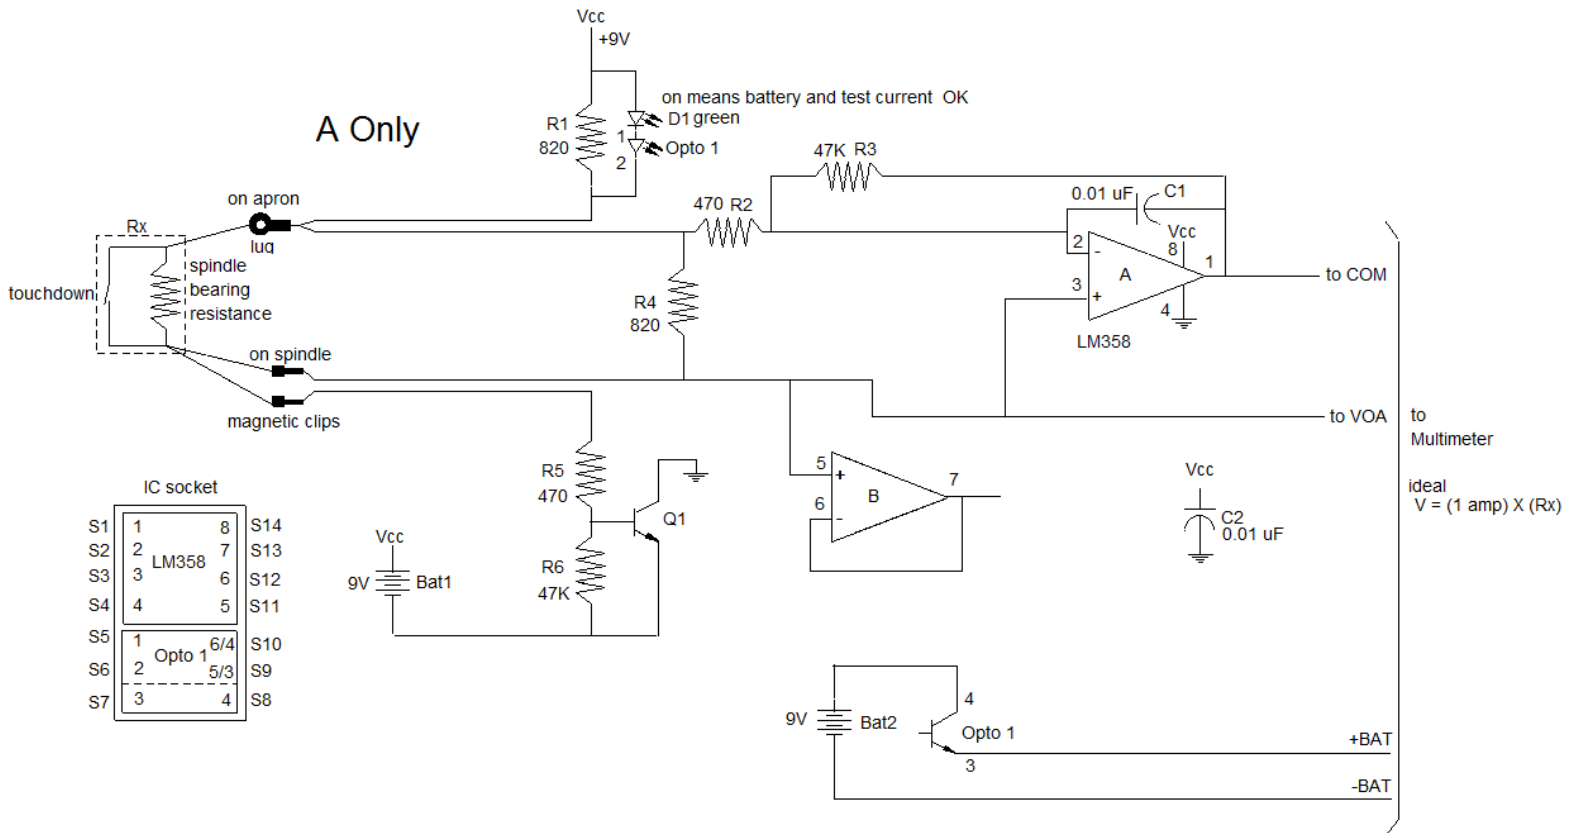 Vcc
+9V
on means battery and test current OK
D1 green
A Only
R1
820
1
2
Opto 1
47K R3
on apron
470 R2
0.01 uF
C1
Vcc
Rx
lug
2
-
8
1
A
spindle
bearing
resistance
touchdown
3
+
to COM
R4
820
4
LM358
on spindle
magnetic clips
to VOA
to
Multimeter
R5
470
5
+
7
6
-
B
Vcc
ideal
V = (1 amp) X (Rx)
IC socket
Q1
C2
0.01 uF
S1 1 8 S14
S2 2 7 S13
LM358
S3 3 6 S12
S4 4 5 S11
Vcc
9V Bat1
R6
47K
S5 1 6/4 S10
Opto 1
S6 2 5/3 S9
S7 3 4 S8
9V Bat2
4
Opto 1
3
+BAT
-BAT